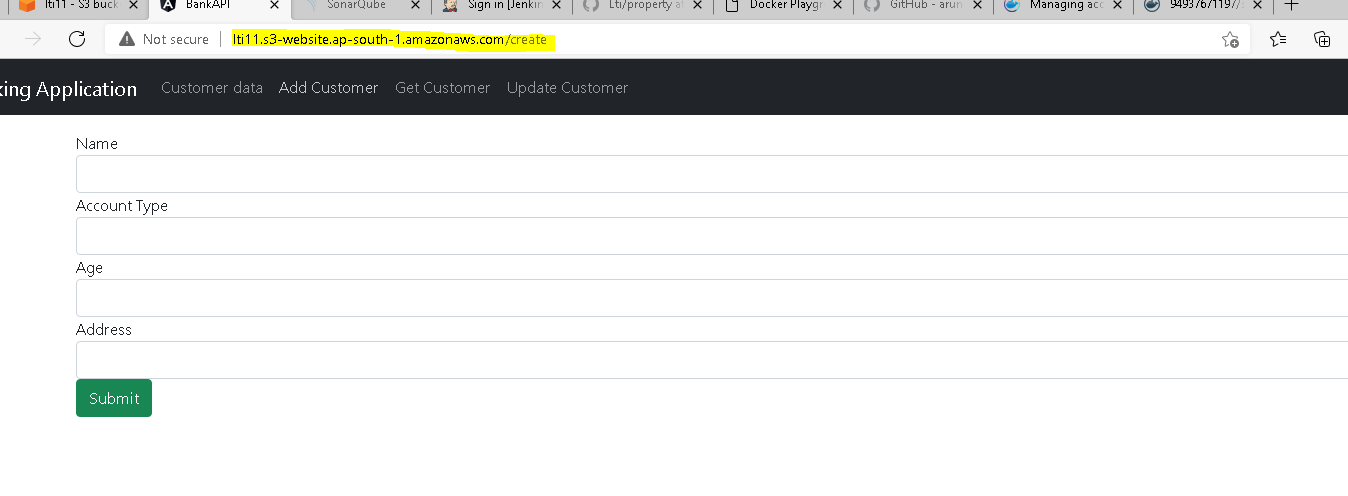 lti11 - S3 buck BankAPI SonarQube Sign in [Jenkin Lti/property at Docker Playgr GitHub - arun Managing acc 94937671197/
Not secure lti11.s3-website.ap-south-1.amazonaws.com/create
king Application Customer data Add Customer Get Customer Update Customer
Name
Account Type
Age
Address
Submit